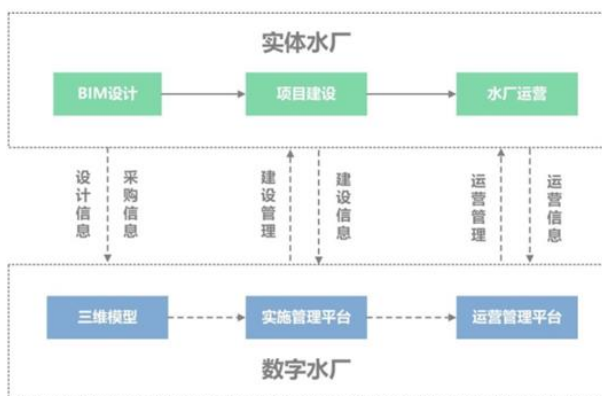 实体水厂
BIM设计
项目建设
水厂运营
设计信息
采购信息
建设管理
建设信息
运营管理
运营信息
三维模型
实施管理平台
运营管理平台
数字水厂